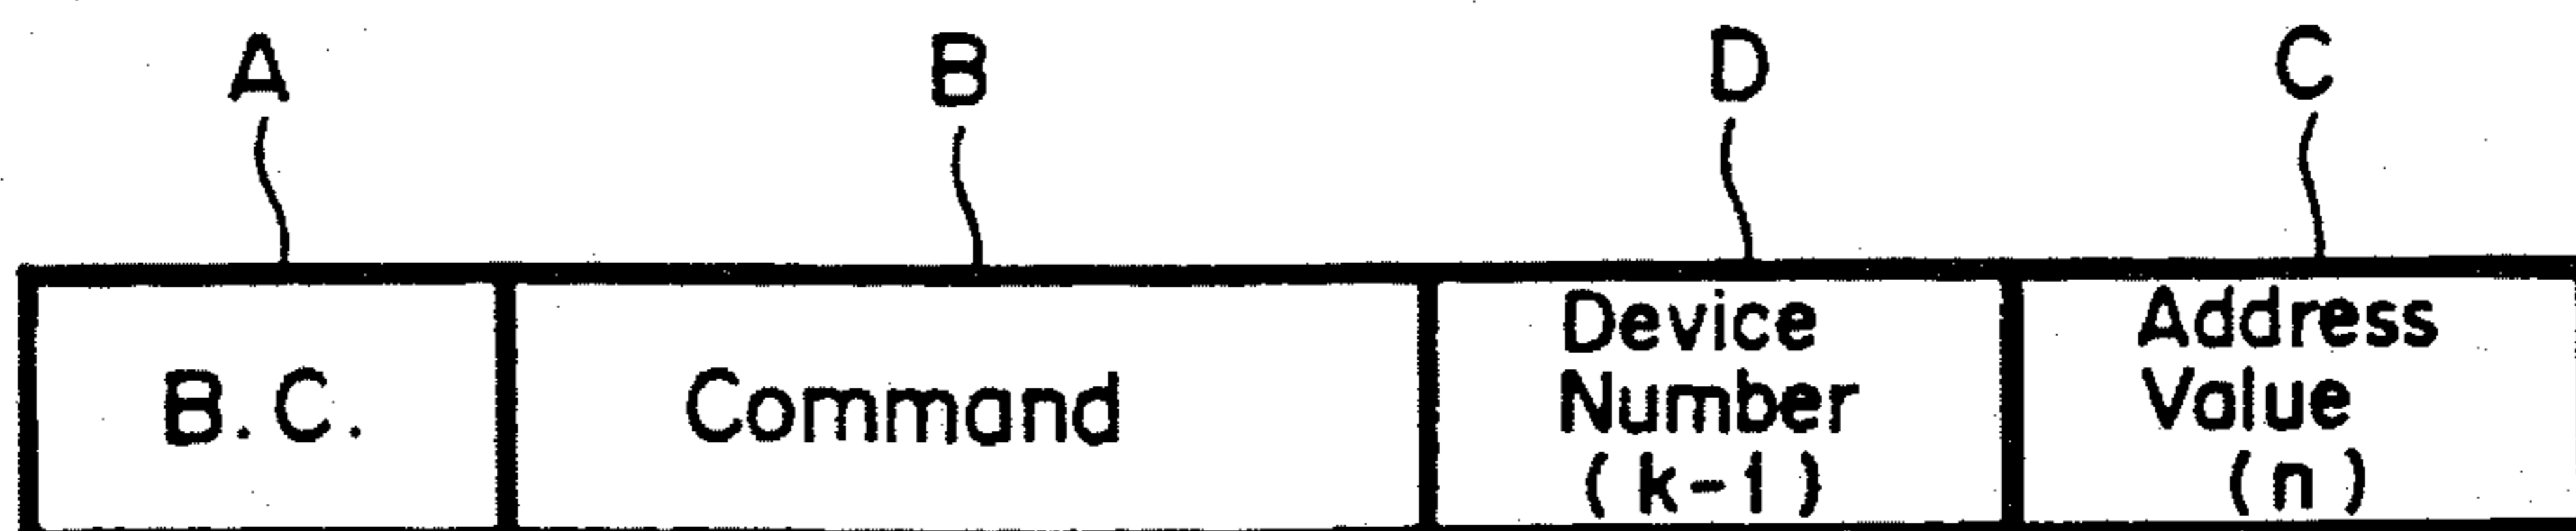 A
B
D
C
B.C.
Command
Device
Number
(k-1)
Address
Value
(n)